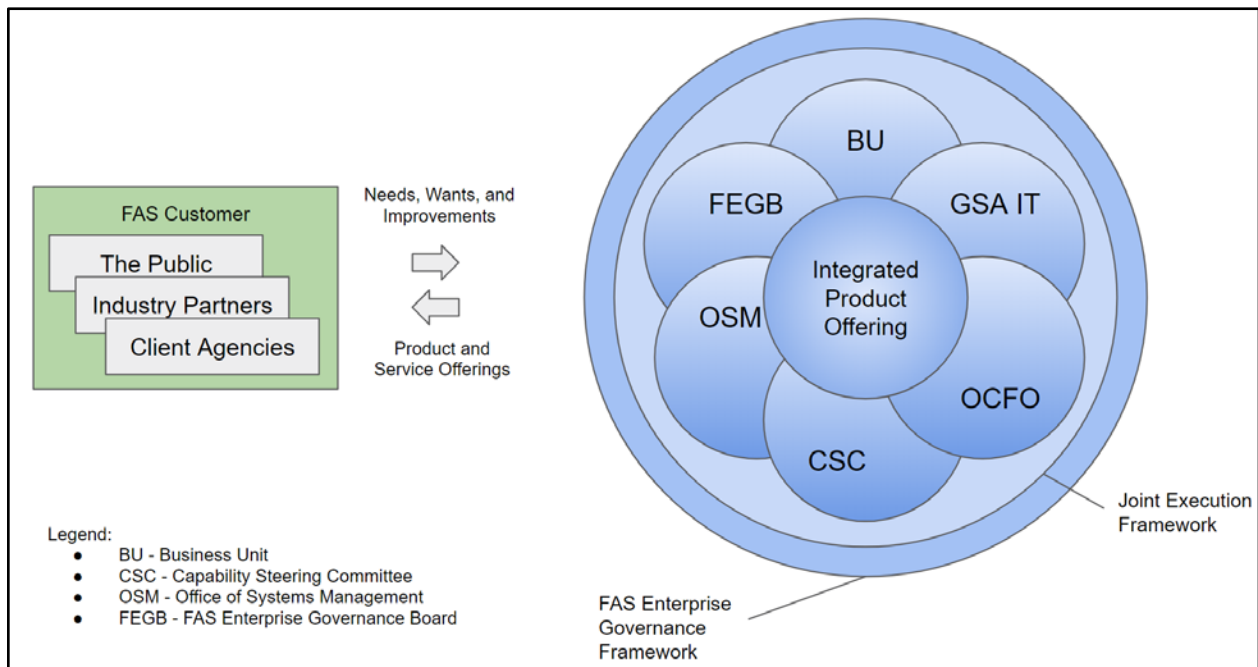 FAS Customer
The Public
Industry Partners
Client Agencies
Needs, Wants, and
Improvements
Product and
Service Offerings
BU
FEGB
GSA IT
Integrated
Product
Offering
OSM
OCFO
CSC
Joint Execution
Framework
FAS Enterprise
Governance
Framework
Legend:
● BU - Business Unit
● CSC - Capability Steering Committee
● OSM - Office of Systems Management
● FEGB - FAS Enterprise Governance Board